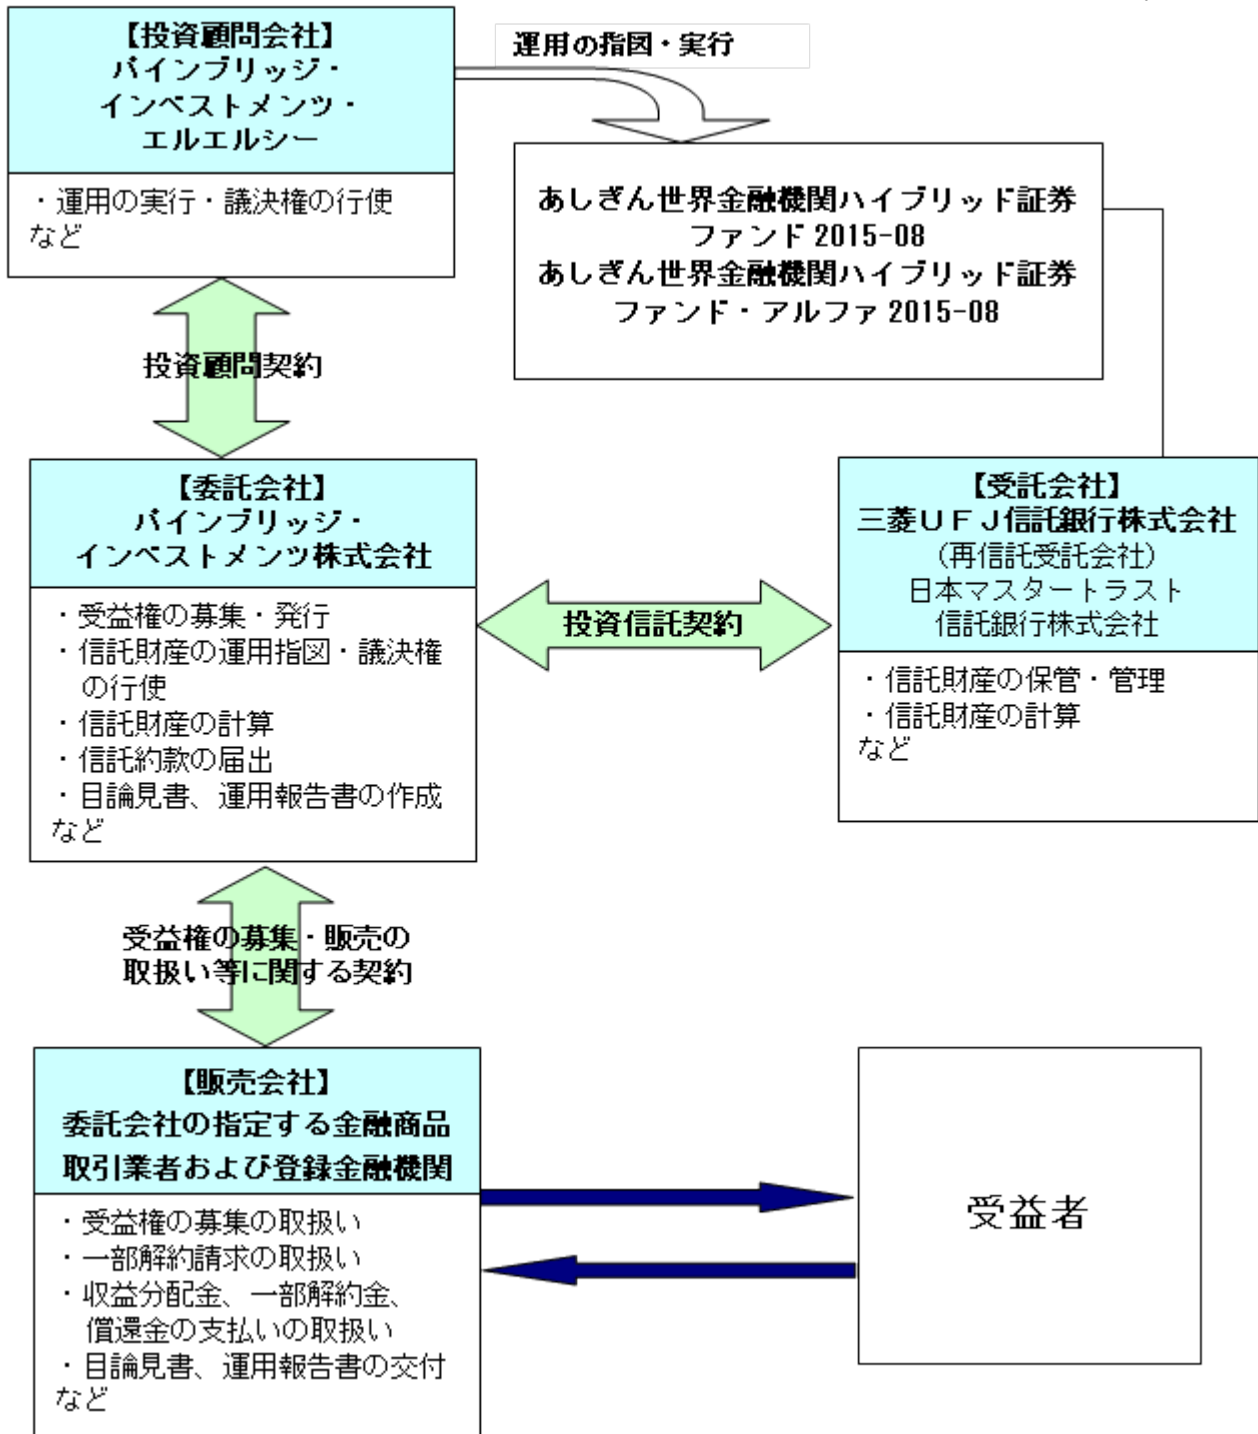 【投資顧問会社】
パインブリッジ・
インベストメンツ・
エルエルシー
・運用の実行・議決権の行使
など
運用の指図・実行
あしぎん世界金融機関ハイブリッド証券
ファンド 2015-08
あしぎん世界金融機関ハイブリッド証券
ファンド・アルファ 2015-08
投資顧問契約
【委託会社】
パインブリッジ・
インベストメンツ株式会社
・受益権の募集・発行
・信託財産の運用指図・議決権
の行使
・信託財産の計算
・信託約款の届出
・目論見書、運用報告書の作成
など
投資信託契約
【受託会社】
三菱ＵＦＪ信託銀行株式会社
（再信託受託会社）
日本マスタートラスト
信託銀行株式会社
・信託財産の保管・管理
・信託財産の計算
など
受益権の募集・販売の
取扱い等に関する契約
【販売会社】
委託会社の指定する金融商品
取引業者および登録金融機関
・受益権の募集の取扱い
・一部解約請求の取扱い
・収益分配金、一部解約金、
償還金の支払いの取扱い
・目論見書、運用報告書の交付
など
受益者